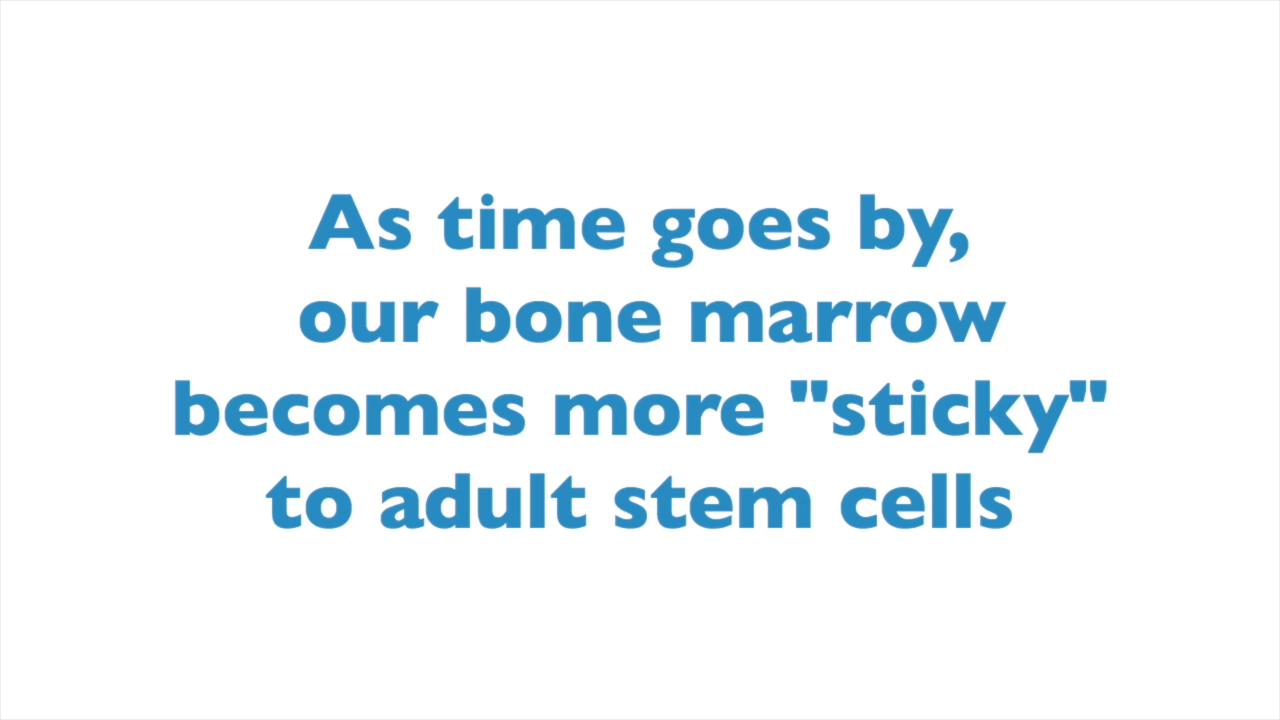 As time goes by,
our bone marrow
becomes more "sticky"
to adult stem cells